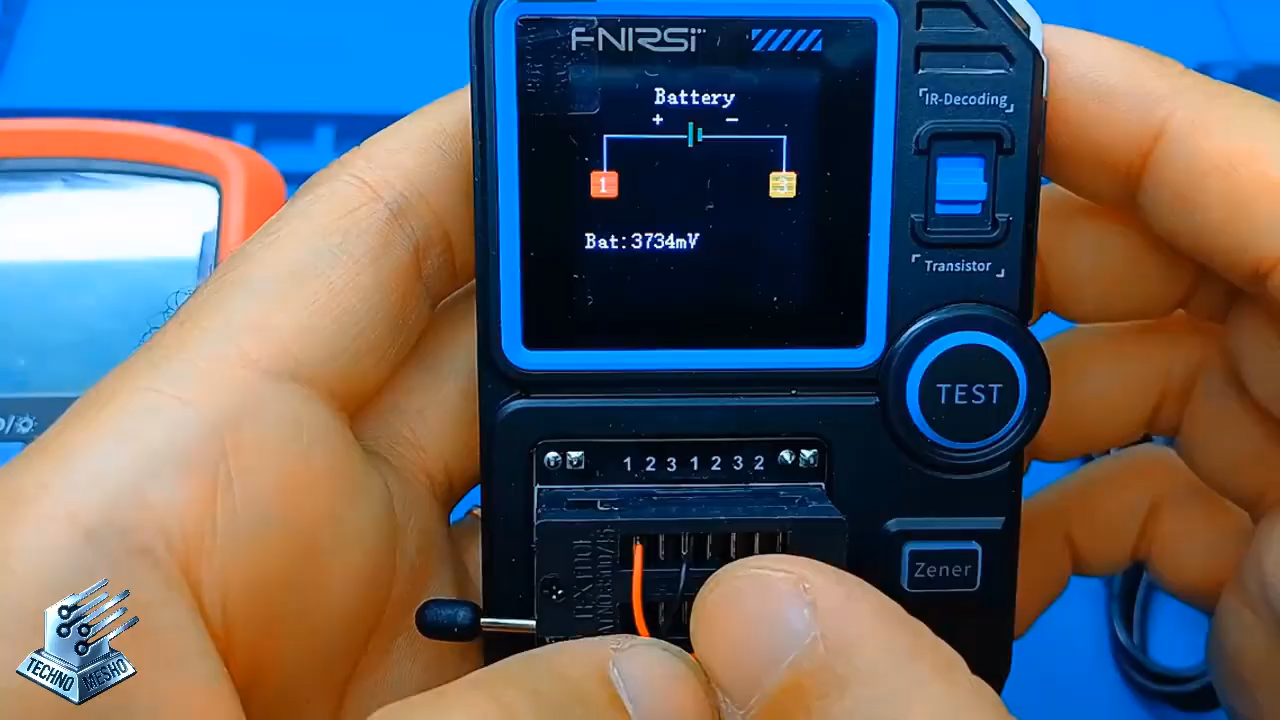 FNIRSI
Battery
+ −
1
Bat:3734mV
IR-Decoding
Transistor
TEST
1 2 3 1 2 3 2
Zener
TECHNO MESHO